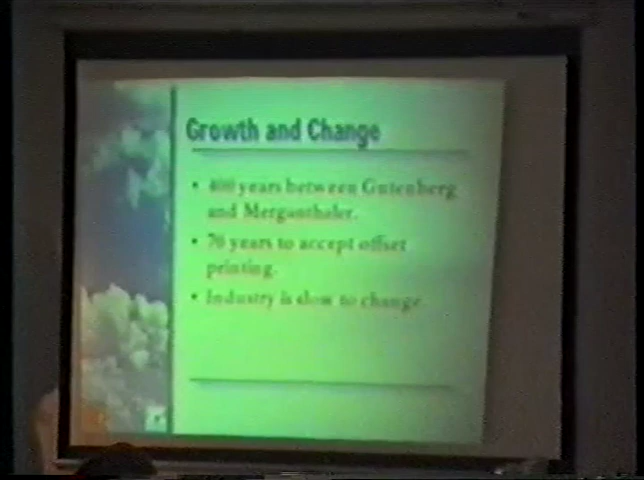 Growth and Change
• 400 years between Gutenberg
and Merganthaler.
• 70 years to accept offset
printing.
• Industry is slow to change.